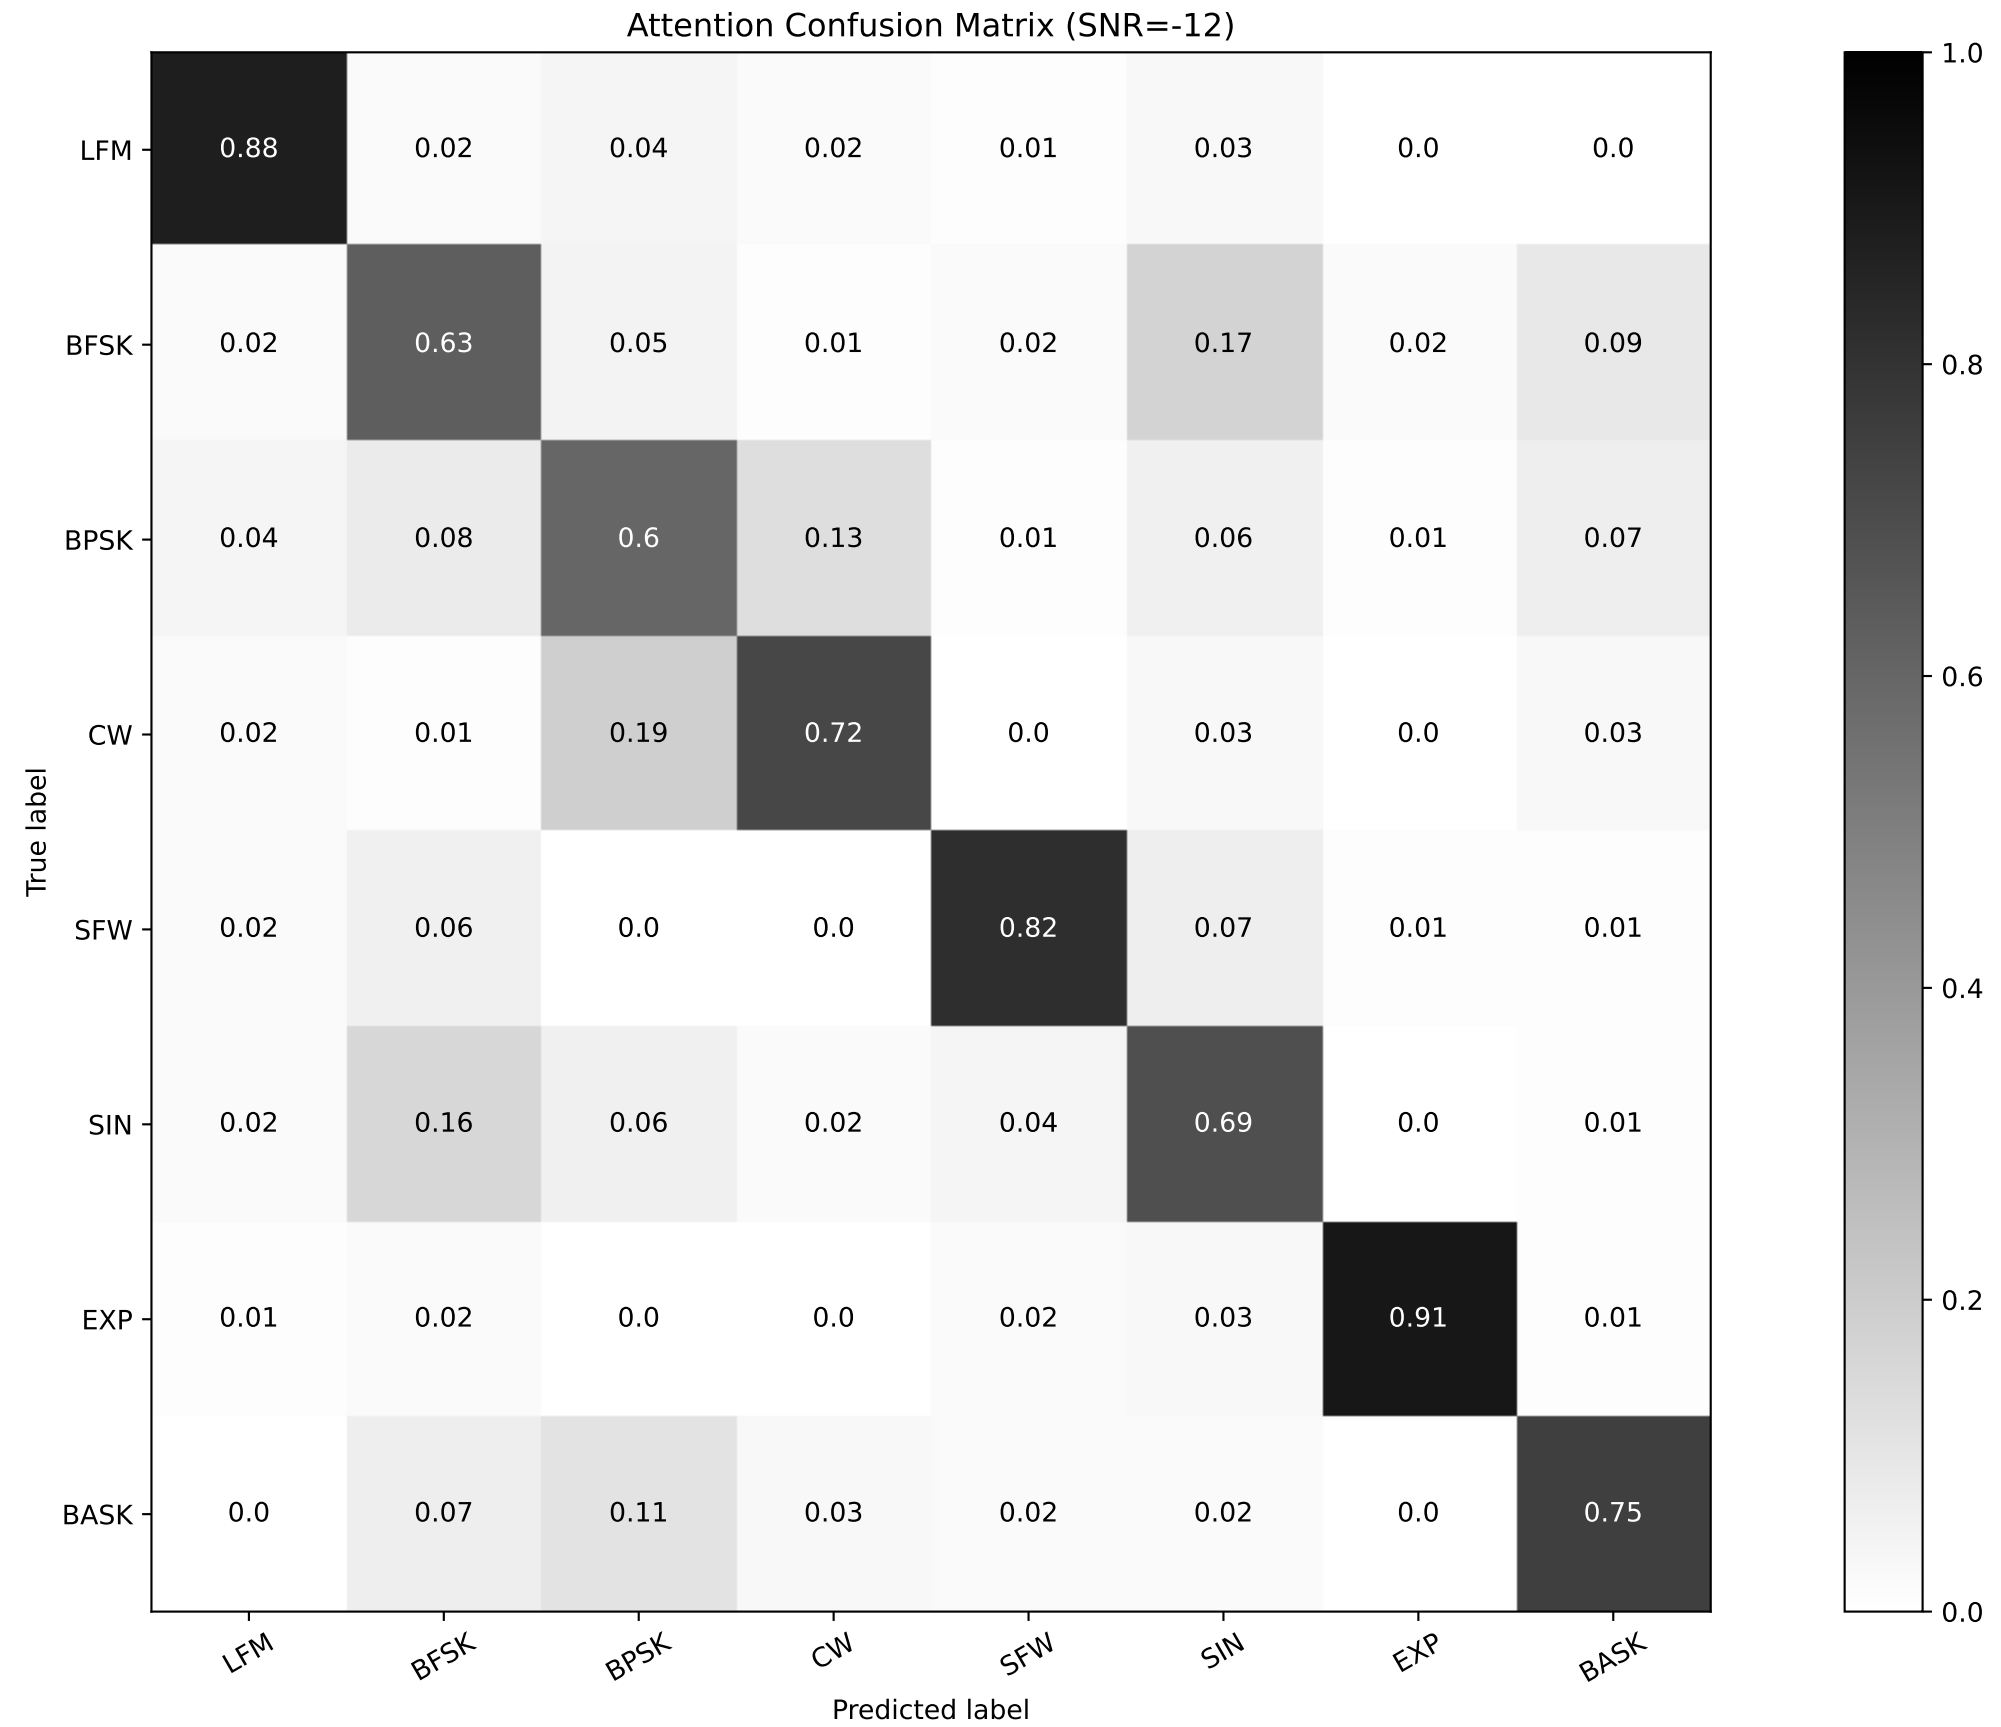 Attention Confusion Matrix (SNR=-12)
LFM 0.88 0.02 0.04 0.02 0.01 0.03 0.0 0.0
BFSK 0.02 0.63 0.05 0.01 0.02 0.17 0.02 0.09
BPSK 0.04 0.08 0.6 0.13 0.01 0.06 0.01 0.07
CW 0.02 0.01 0.19 0.72 0.0 0.03 0.0 0.03
SFW 0.02 0.06 0.0 0.0 0.82 0.07 0.01 0.01
SIN 0.02 0.16 0.06 0.02 0.04 0.69 0.0 0.01
EXP 0.01 0.02 0.0 0.0 0.02 0.03 0.91 0.01
BASK 0.0 0.07 0.11 0.03 0.02 0.02 0.0 0.75
LFM BFSK BPSK CW SFW SIN EXP BASK
Predicted label
True label
1.0
0.8
0.6
0.4
0.2
0.0